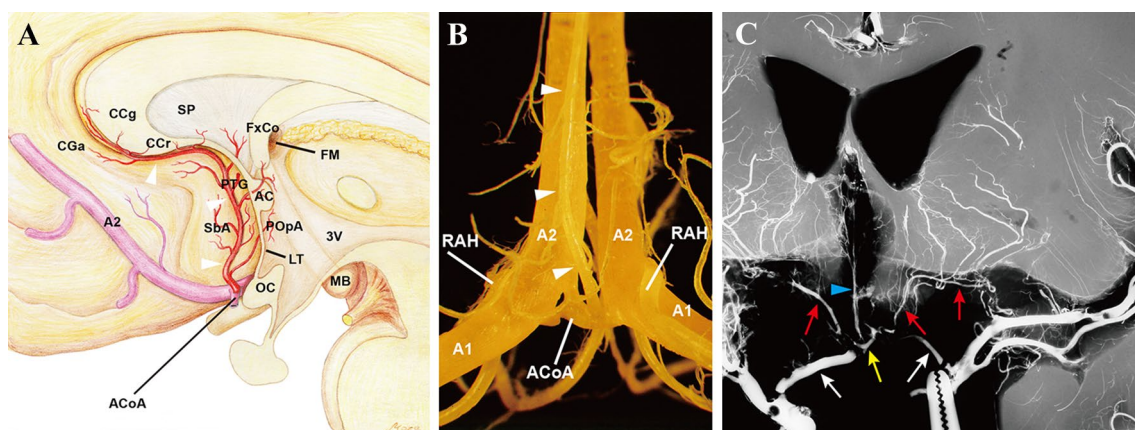 A
CCg
SP
CGa
CCr
FxCo
FM
PTG
AC
A2
SbA
POpA
3V
LT
OC
MB
ACoA
B
A2
A2
RAH
RAH
A1
A1
ACoA
C